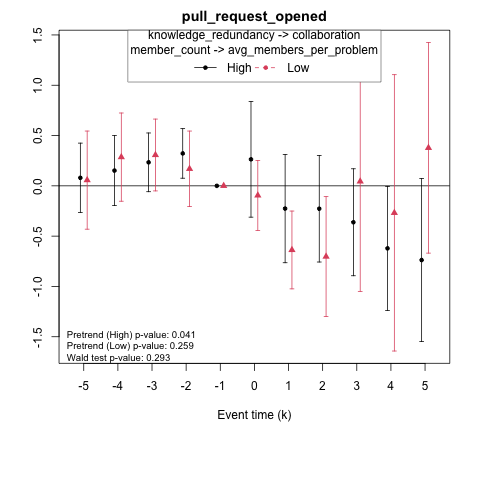 pull_request_opened
knowledge_redundancy -> collaboration
member_count -> avg_members_per_problem
High Low
1.5
1.0
0.5
0.0
-0.5
-1.0
-1.5
Pretrend (High) p-value: 0.041
Pretrend (Low) p-value: 0.259
Wald test p-value: 0.293
-5 -4 -3 -2 -1 0 1 2 3 4 5
Event time (k)